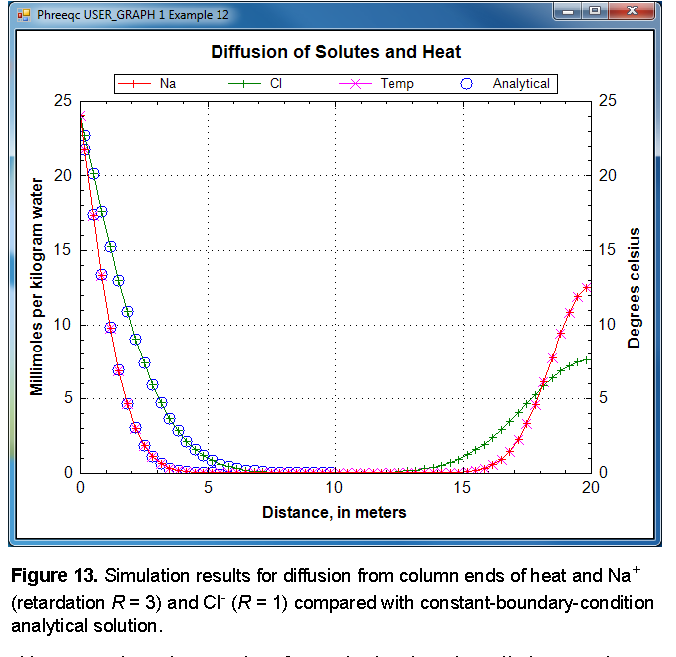 Phreeqc USER_GRAPH 1 Example 12
Diffusion of Solutes and Heat
Na Cl Temp Analytical
Millimoles per kilogram water
25
20
15
10
5
0
25
20
15
10
5
0
Degrees celsius
0 5 10 15 20
Distance, in meters
Figure 13. Simulation results for diffusion from column ends of heat and Na+
(retardation R = 3) and Cl- (R = 1) compared with constant-boundary-condition
analytical solution.